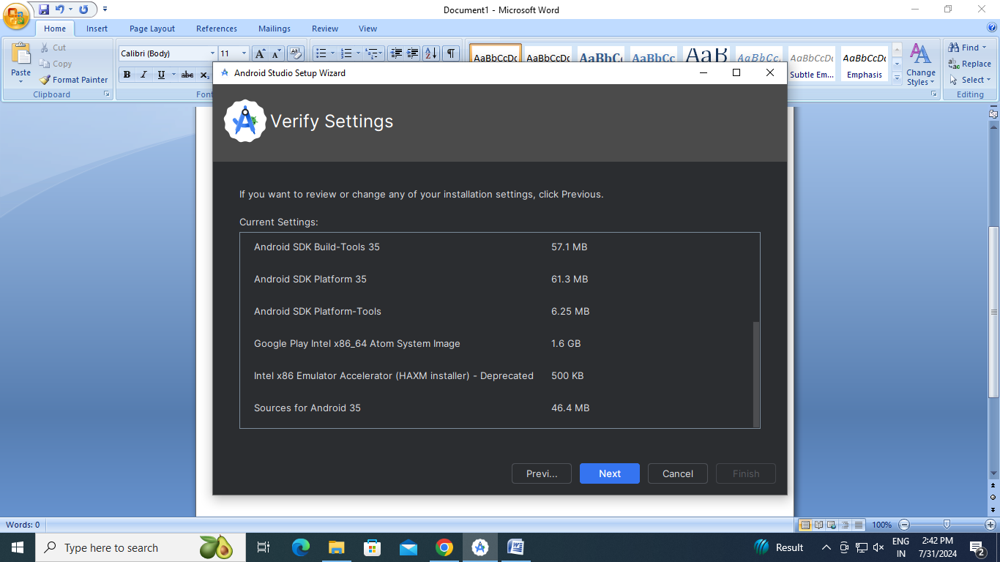 Document1 - Microsoft Word
Home Insert Page Layout References Mailings Review View
Paste
Cut
Copy
Format Painter
Clipboard
Calibri (Body) 11
B I U abc x₂
Font
AaBbCcDc AaBbCcDc AaBbC AaBbCc AaB AaBbCc. AaBbCcDc AaBbCcDc
Subtle Em... Emphasis
Change
Styles
Find
Replace
Select
Editing
Android Studio Setup Wizard
Verify Settings
If you want to review or change any of your installation settings, click Previous.
Current Settings:
Android SDK Build-Tools 35 57.1 MB
Android SDK Platform 35 61.3 MB
Android SDK Platform-Tools 6.25 MB
Google Play Intel x86_64 Atom System Image 1.6 GB
Intel x86 Emulator Accelerator (HAXM installer) - Deprecated 500 KB
Sources for Android 35 46.4 MB
Previ... Next Cancel Finish
Words: 0 100%
Type here to search
Result
ENG
IN
2:42 PM
7/31/2024
2